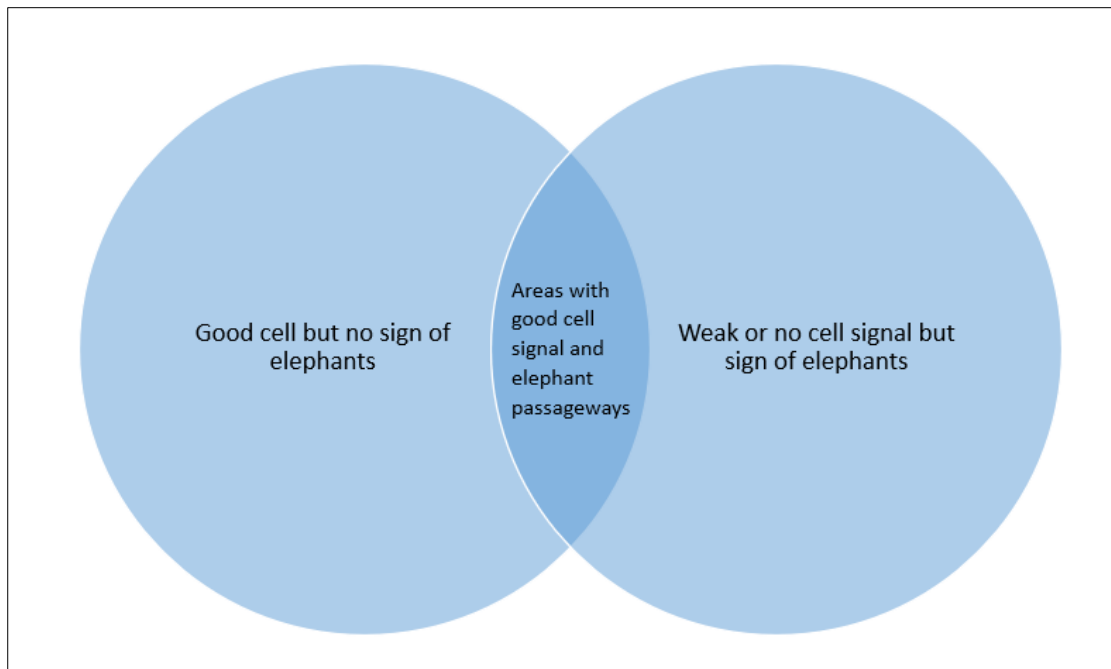 Good cell but no sign of
elephants
Areas with
good cell
signal and
elephant
passageways
Weak or no cell signal but
sign of elephants